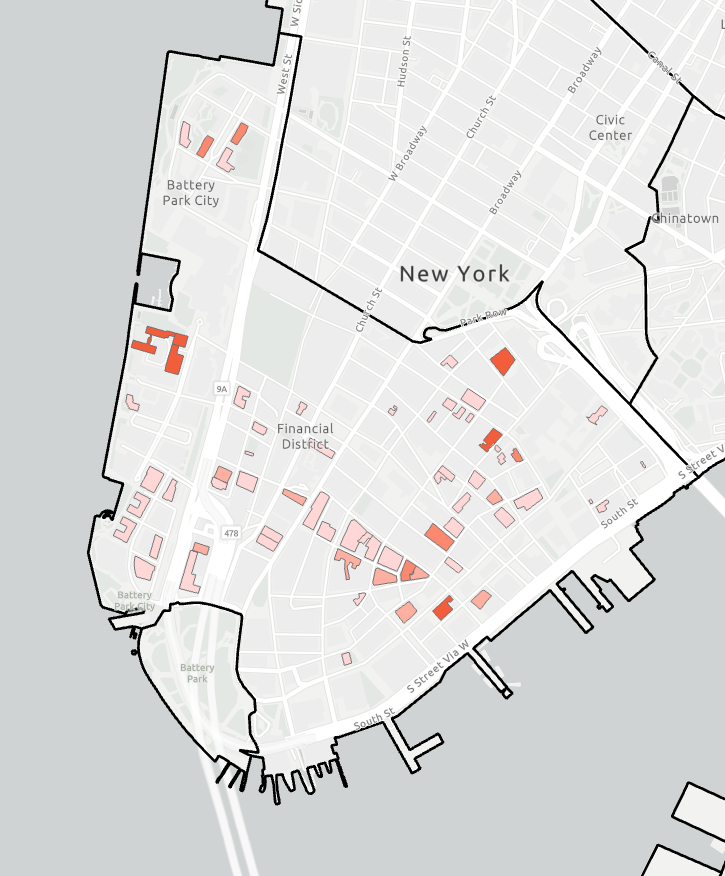 W Si
West St
Hudson St
Broadway
Canal St
Church St
Civic
Center
W Broadway
Battery
Park City
Broadway
Chinatown
New York
Church St
Park Row
9A
Financial
District
S Street V
South St
478
Battery
Park City
S Street Via W
Battery
Park
South St